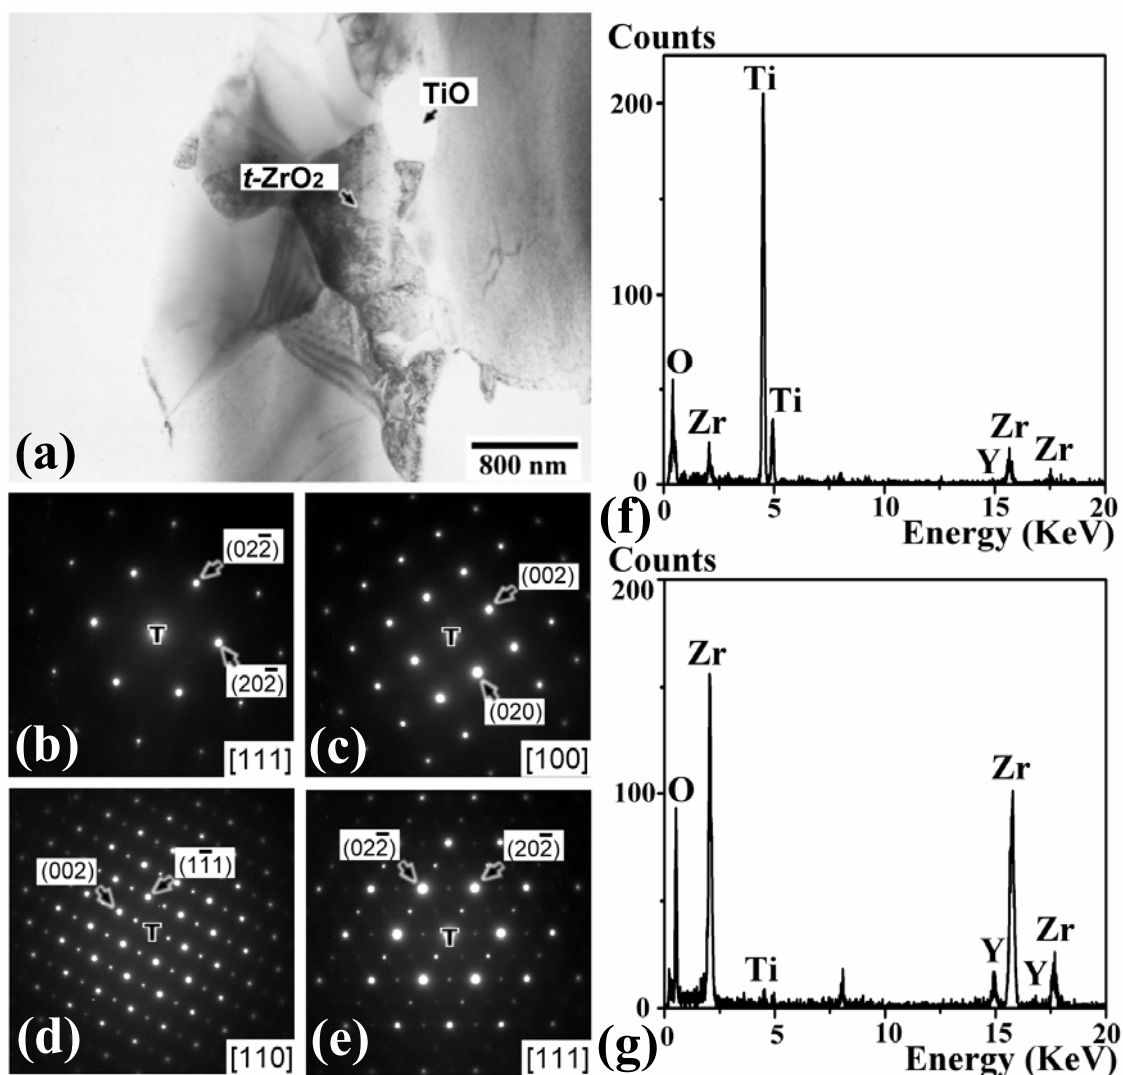 TiO
t-ZrO2
(a)
800 nm
(022̅)
T
(202̅)
(b)
[111]
(002)
T
(020)
(c)
[100]
(002)
(11̅1)
T
(d)
[110]
(022̅)
(202̅)
T
(e)
[111]
Counts
200
100
0
Ti
O
Ti
Zr
Zr
Y
Zr
0
5
10
15
20
(f)
Energy (KeV)
Counts
200
100
0
Zr
O
Zr
Ti
Y
Y
Zr
0
5
10
15
20
(g)
Energy (KeV)